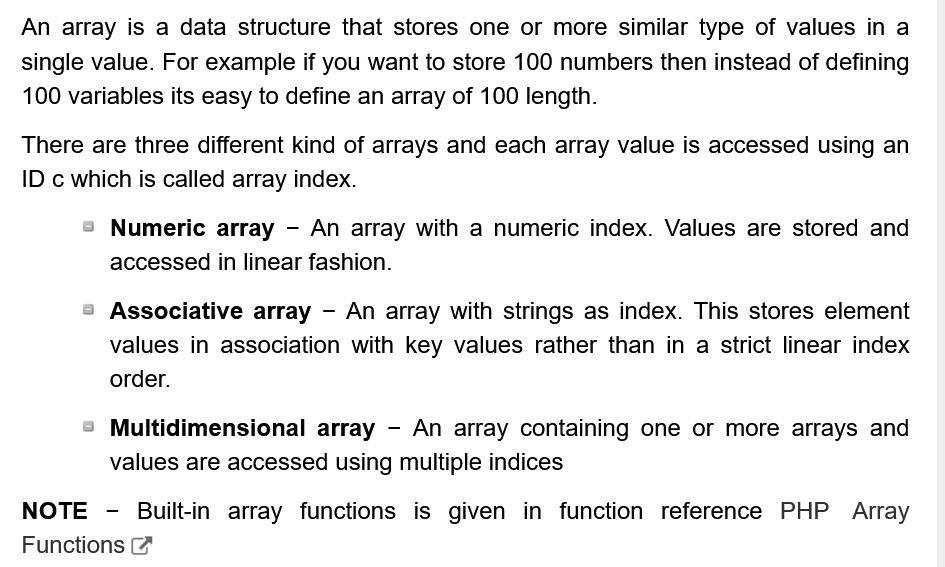 An array is a data structure that stores one or more similar type of values in a
single value. For example if you want to store 100 numbers then instead of defining
100 variables its easy to define an array of 100 length.
There are three different kind of arrays and each array value is accessed using an
ID c which is called array index.
Numeric array − An array with a numeric index. Values are stored and
accessed in linear fashion.
Associative array − An array with strings as index. This stores element
values in association with key values rather than in a strict linear index
order.
Multidimensional array − An array containing one or more arrays and
values are accessed using multiple indices
NOTE − Built-in array functions is given in function reference PHP Array
Functions